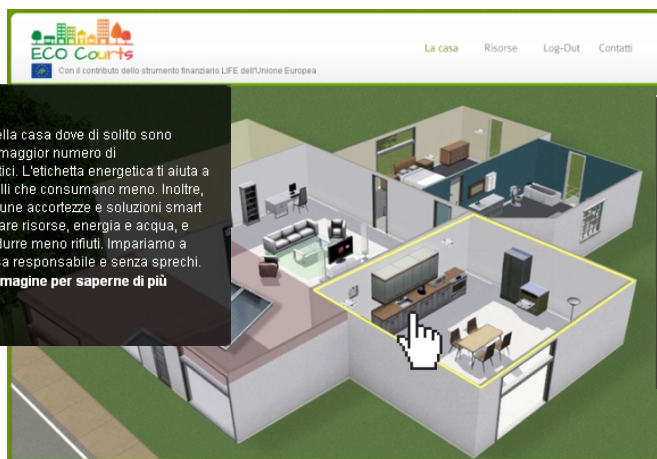 ECO Courts
Con il contributo dello strumento finanziario LIFE dell'Unione Europea
La casa Risorse Log-Out Contatti
ella casa dove di solito sono
maggior numero di
tici. L'etichetta energetica ti aiuta a
lli che consumano meno. Inoltre,
une accortezze e soluzioni smart
are risorse, energia e acqua, e
durre meno rifiuti. Impariamo a
sa responsabile e senza sprechi.
magine per saperne di più